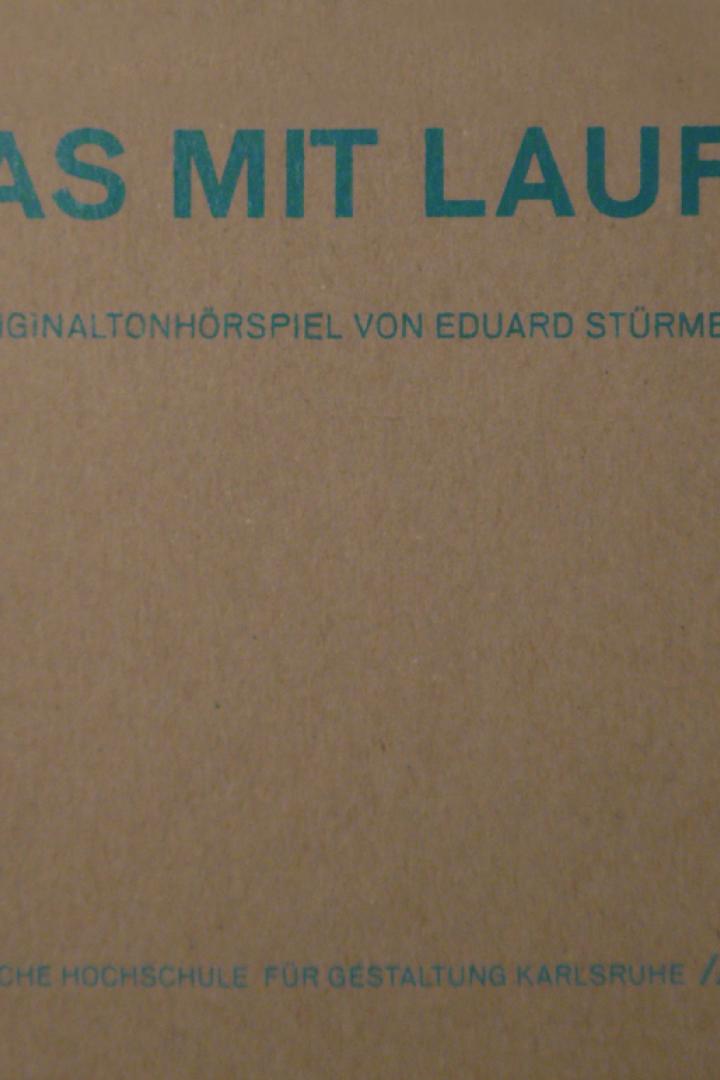 AS MIT LAUF
IGINALTONHÖRSPIEL VON EDUARD STÜRME
CHE HOCHSCHULE FÜR GESTALTUNG KARLSRUHE /